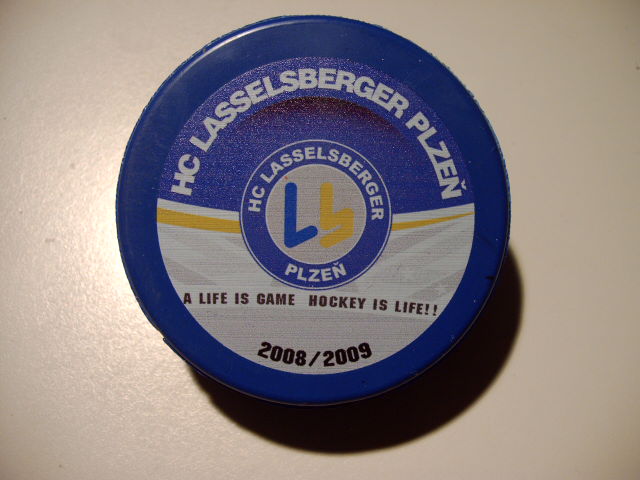 HC LASSELSBERGER PLZEŇ
HC LASSELSBERGER
Lb
PLZEŇ
A LIFE IS GAME HOCKEY IS LIFE!!
2008/2009